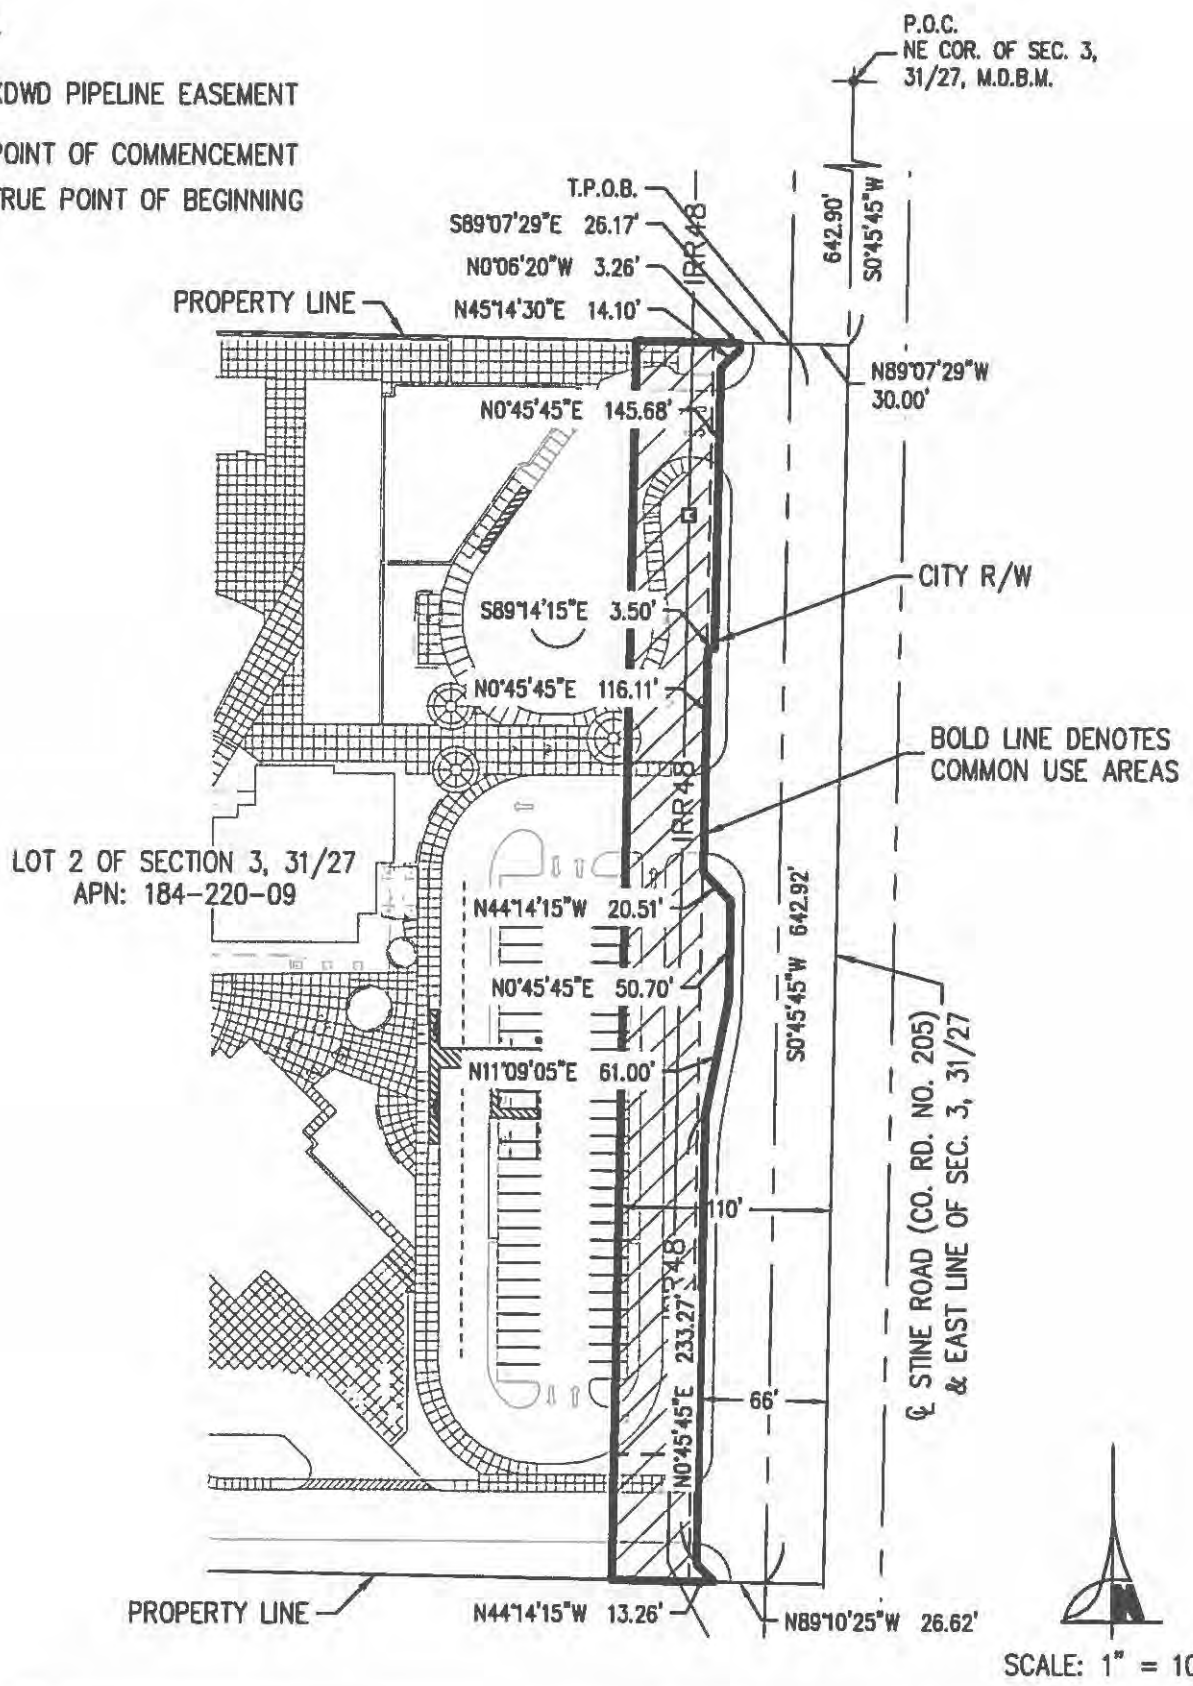 P.O.C.
NE COR. OF SEC. 3,
31/27, M.D.B.M.
KDWD PIPELINE EASEMENT
POINT OF COMMENCEMENT
TRUE POINT OF BEGINNING
T.P.O.B.
S89°07'29"E 26.17'
N0°06'20"W 3.26'
N45°14'30"E 14.10'
IRR48
642.90'
S0°45'45"W
PROPERTY LINE
N89°07'29"W
30.00'
N0°45'45"E 145.68'
CITY R/W
S89°14'15"E 3.50'
N0°45'45"E 116.11'
BOLD LINE DENOTES
COMMON USE AREAS
IRR48
LOT 2 OF SECTION 3, 31/27
APN: 184-220-09
N44°14'15"W 20.51'
S0°45'45"W 642.92'
N0°45'45"E 50.70'
N11°09'05"E 61.00'
℄ STINE ROAD (CO. RD. NO. 205)
& EAST LINE OF SEC. 3, 31/27
110'
IRR48
N0°45'45"E 233.27'
66'
PROPERTY LINE
N44°14'15"W 13.26'
N89°10'25"W 26.62'
N
SCALE: 1" = 10